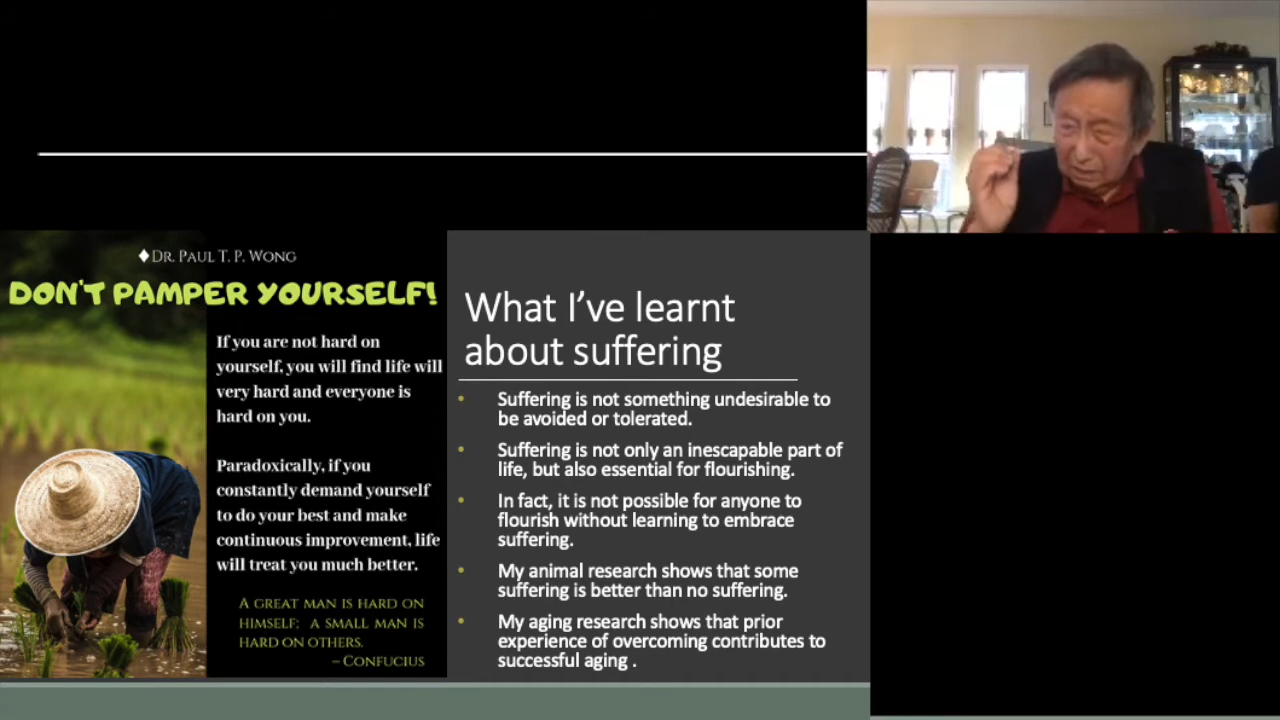 ♦DR. PAUL T. P. WONG
DON'T PAMPER YOURSELF!
If you are not hard on
yourself, you will find life will
very hard and everyone is
hard on you.
Paradoxically, if you
constantly demand yourself
to do your best and make
continuous improvement, life
will treat you much better.
A GREAT MAN IS HARD ON
HIMSELF; A SMALL MAN IS
HARD ON OTHERS.
– CONFUCIUS
What I've learnt
about suffering
• Suffering is not something undesirable to
be avoided or tolerated.
• Suffering is not only an inescapable part of
life, but also essential for flourishing.
• In fact, it is not possible for anyone to
flourish without learning to embrace
suffering.
• My animal research shows that some
suffering is better than no suffering.
• My aging research shows that prior
experience of overcoming contributes to
successful aging .